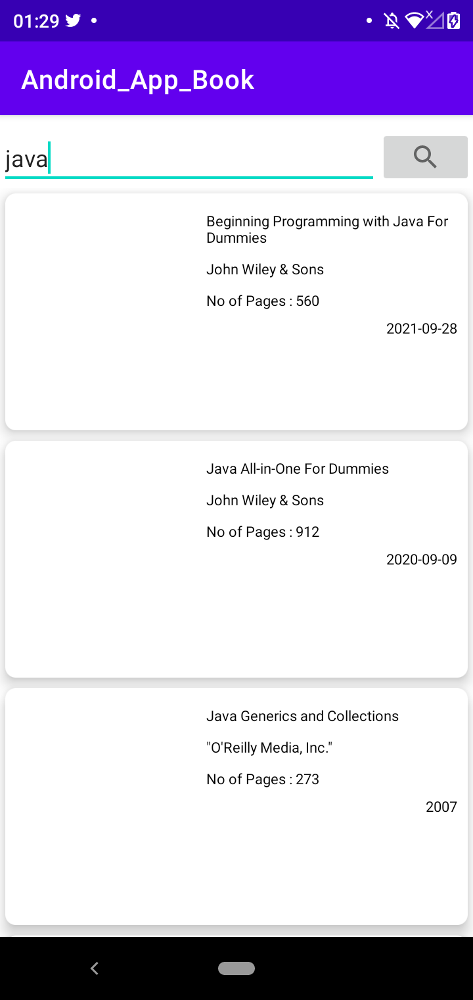 01:29
Android_App_Book
java
Beginning Programming with Java For
Dummies
John Wiley & Sons
No of Pages : 560
2021-09-28
Java All-in-One For Dummies
John Wiley & Sons
No of Pages : 912
2020-09-09
Java Generics and Collections
"O'Reilly Media, Inc."
No of Pages : 273
2007